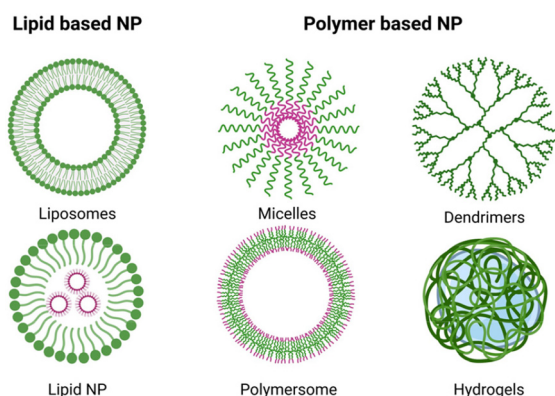 Lipid based NP
Polymer based NP
Liposomes
Micelles
Dendrimers
Lipid NP
Polymersome
Hydrogels